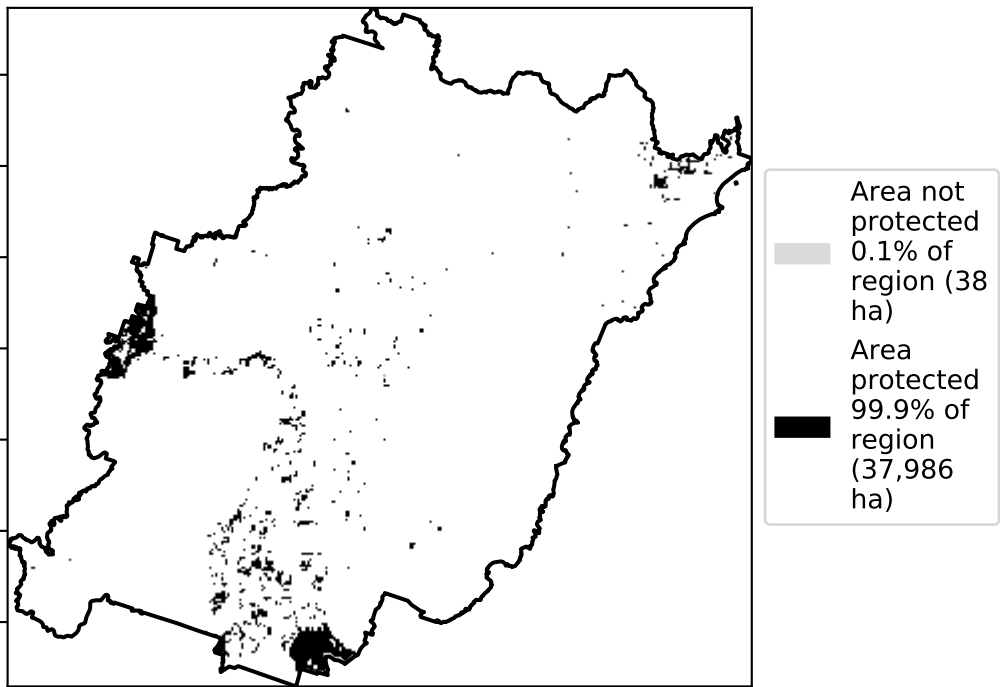 Area not
protected
0.1% of
region (38
ha)
Area
protected
99.9% of
region
(37,986
ha)